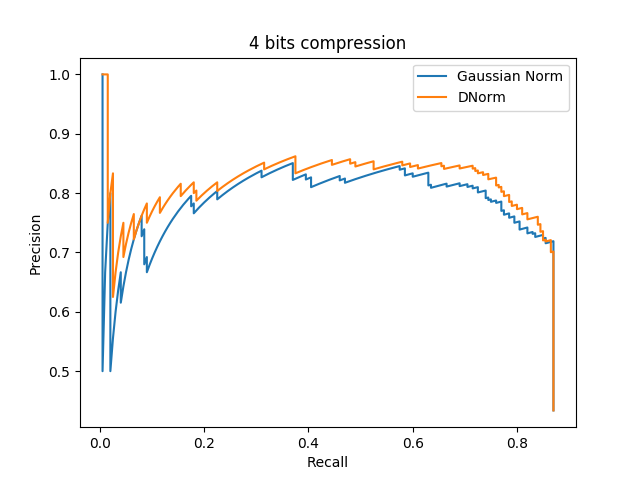 4 bits compression
Gaussian Norm
DNorm
1.0
0.9
0.8
0.7
0.6
0.5
Precision
0.0 0.2 0.4 0.6 0.8
Recall